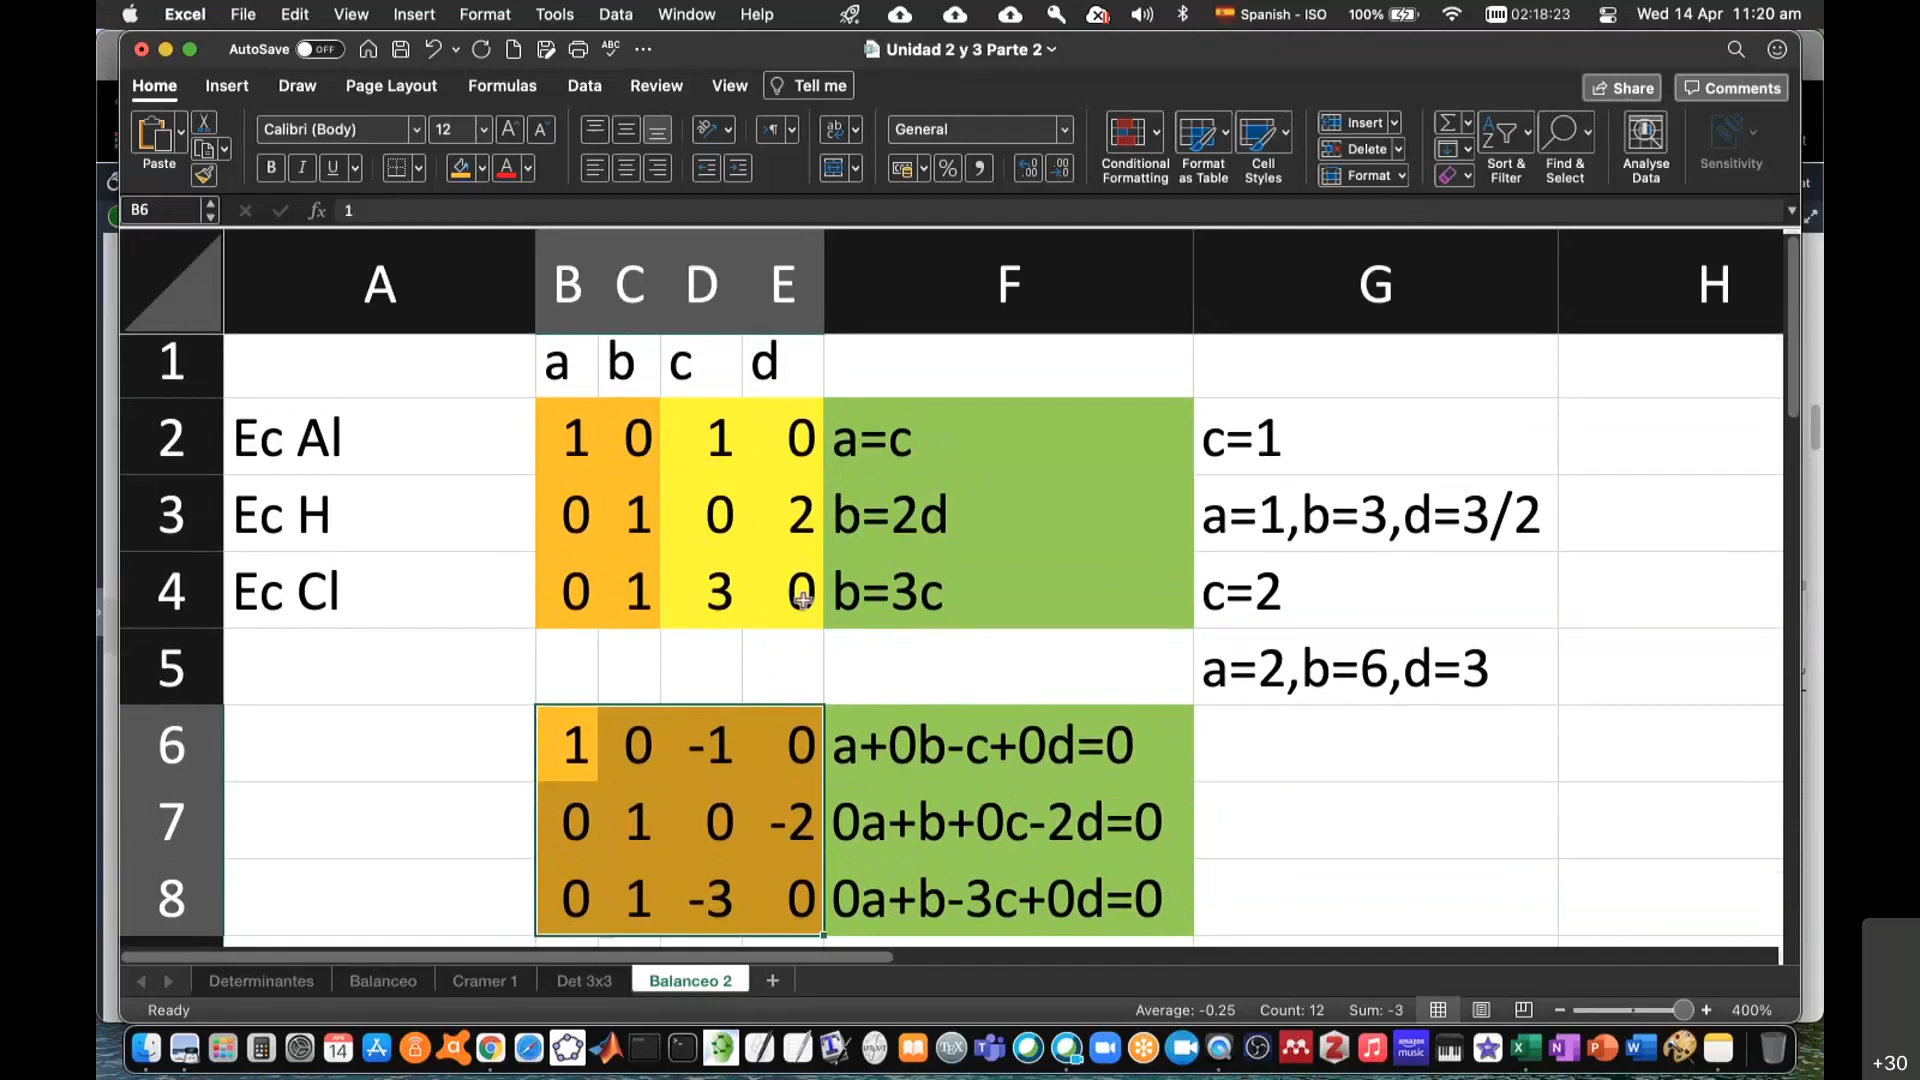 Excel File Edit View Insert Format Tools Data Window Help
Spanish - ISO 100% 02:18:23 Wed 14 Apr 11:20 am
AutoSave OFF ABC ... Unidad 2 y 3 Parte 2
Home Insert Draw Page Layout Formulas Data Review View Tell me Share Comments
Paste Calibri (Body) 12 General
B I U A % Conditional Formatting Format as Table Cell Styles Insert Delete Format Sort & Filter Find & Select Analyse Data Sensitivity
B6 fx 1
A B C D E F G H
1 a b c d
2 Ec Al 1 0 1 0 a=c c=1
3 Ec H 0 1 0 2 b=2d a=1,b=3,d=3/2
4 Ec Cl 0 1 3 0 b=3c c=2
5 a=2,b=6,d=3
6 1 0 -1 0 a+0b-c+0d=0
7 0 1 0 -2 0a+b+0c-2d=0
8 0 1 -3 0 0a+b-3c+0d=0
Determinantes Balanceo Cramer 1 Det 3x3 Balanceo 2 +
Ready Average: -0.25 Count: 12 Sum: -3 400%
+30